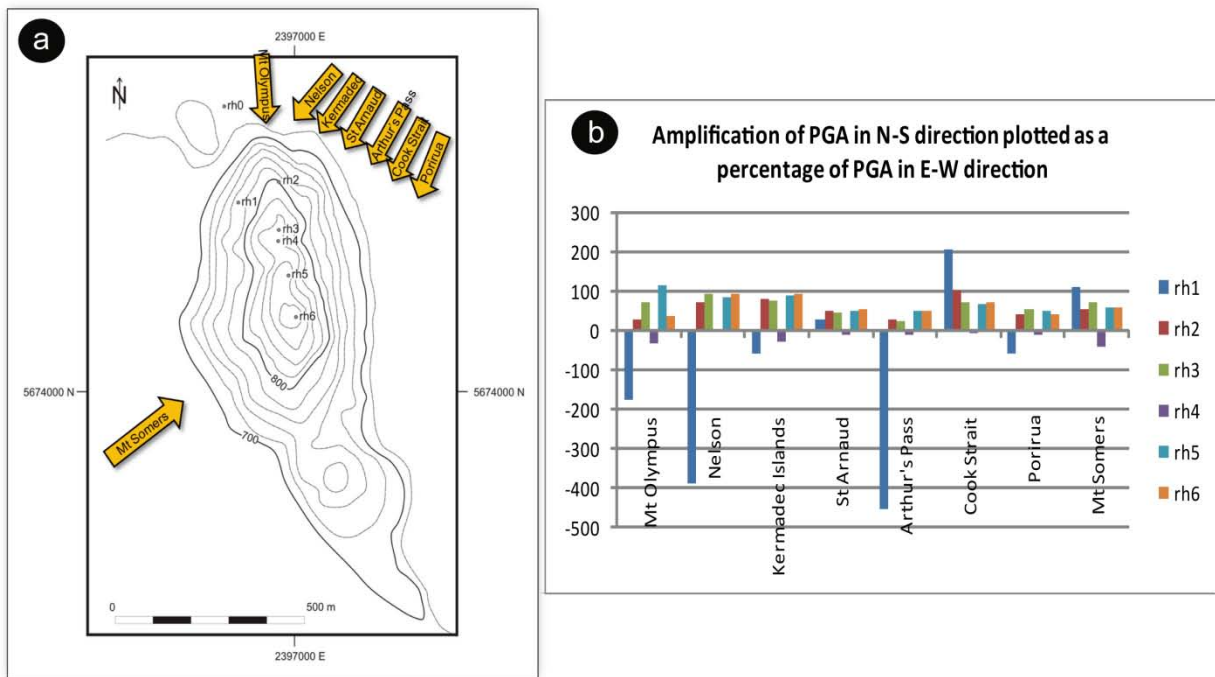 a
2397000 E
N
rh0
Mt Olympus
Nelson
Kermadec
St Arnaud
Arthur's Pass
Cook Strait
Porirua
rh2
rh1
rh3
rh4
rh5
rh6
800
5674000 N
5674000 N
Mt Somers
700
0
500 m
2397000 E
b
Amplification of PGA in N-S direction plotted as a
percentage of PGA in E-W direction
300
200
100
0
-100
-200
-300
-400
-500
Mt Olympus
Nelson
Kermadec Islands
St Arnaud
Arthur's Pass
Cook Strait
Porirua
Mt Somers
rh1
rh2
rh3
rh4
rh5
rh6